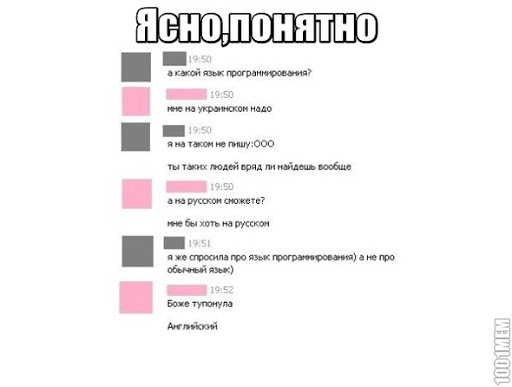 Ясно,понятно
19:50
а какой язык программирования?
19:50
мне на украинском надо
19:50
я на таком не пишу:ООО
ты таких людей вряд ли найдешь вообще
19:50
а на русском сможете?
мне бы хоть на русском
19:51
я же спросила про язык программирования) а не про
обычный язык)
19:52
Боже тупонула
Английский
1001MEM